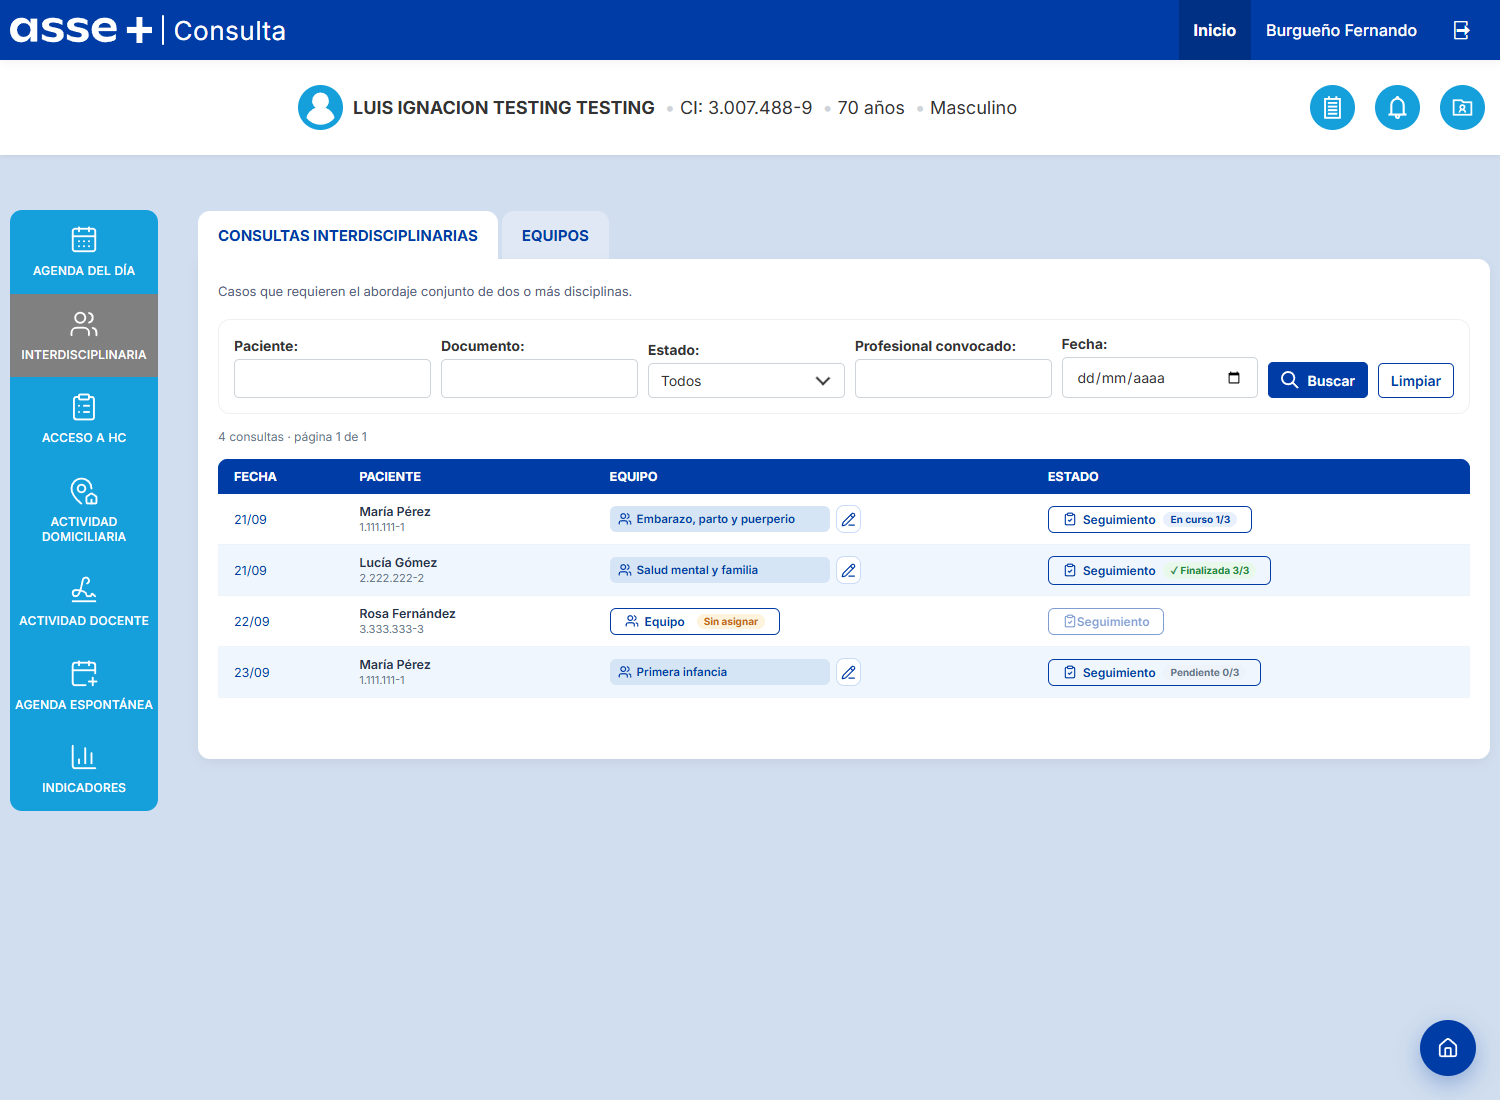 asse + | Consulta
Inicio
Burgueño Fernando
LUIS IGNACION TESTING TESTING • CI: 3.007.488-9 • 70 años • Masculino
AGENDA DEL DÍA
INTERDISCIPLINARIA
ACCESO A HC
ACTIVIDAD
DOMICILIARIA
ACTIVIDAD DOCENTE
AGENDA ESPONTÁNEA
INDICADORES
CONSULTAS INTERDISCIPLINARIAS
EQUIPOS
Casos que requieren el abordaje conjunto de dos o más disciplinas.
Paciente:
Documento:
Estado:
Todos
Profesional convocado:
Fecha:
dd/mm/aaaa
Buscar
Limpiar
4 consultas · página 1 de 1
FECHA PACIENTE EQUIPO ESTADO
21/09 María Pérez Embarazo, parto y puerperio Seguimiento En curso 1/3
1.111.111-1
21/09 Lucía Gómez Salud mental y familia Seguimiento ✓ Finalizada 3/3
2.222.222-2
22/09 Rosa Fernández Equipo Sin asignar Seguimiento
3.333.333-3
23/09 María Pérez Primera infancia Seguimiento Pendiente 0/3
1.111.111-1